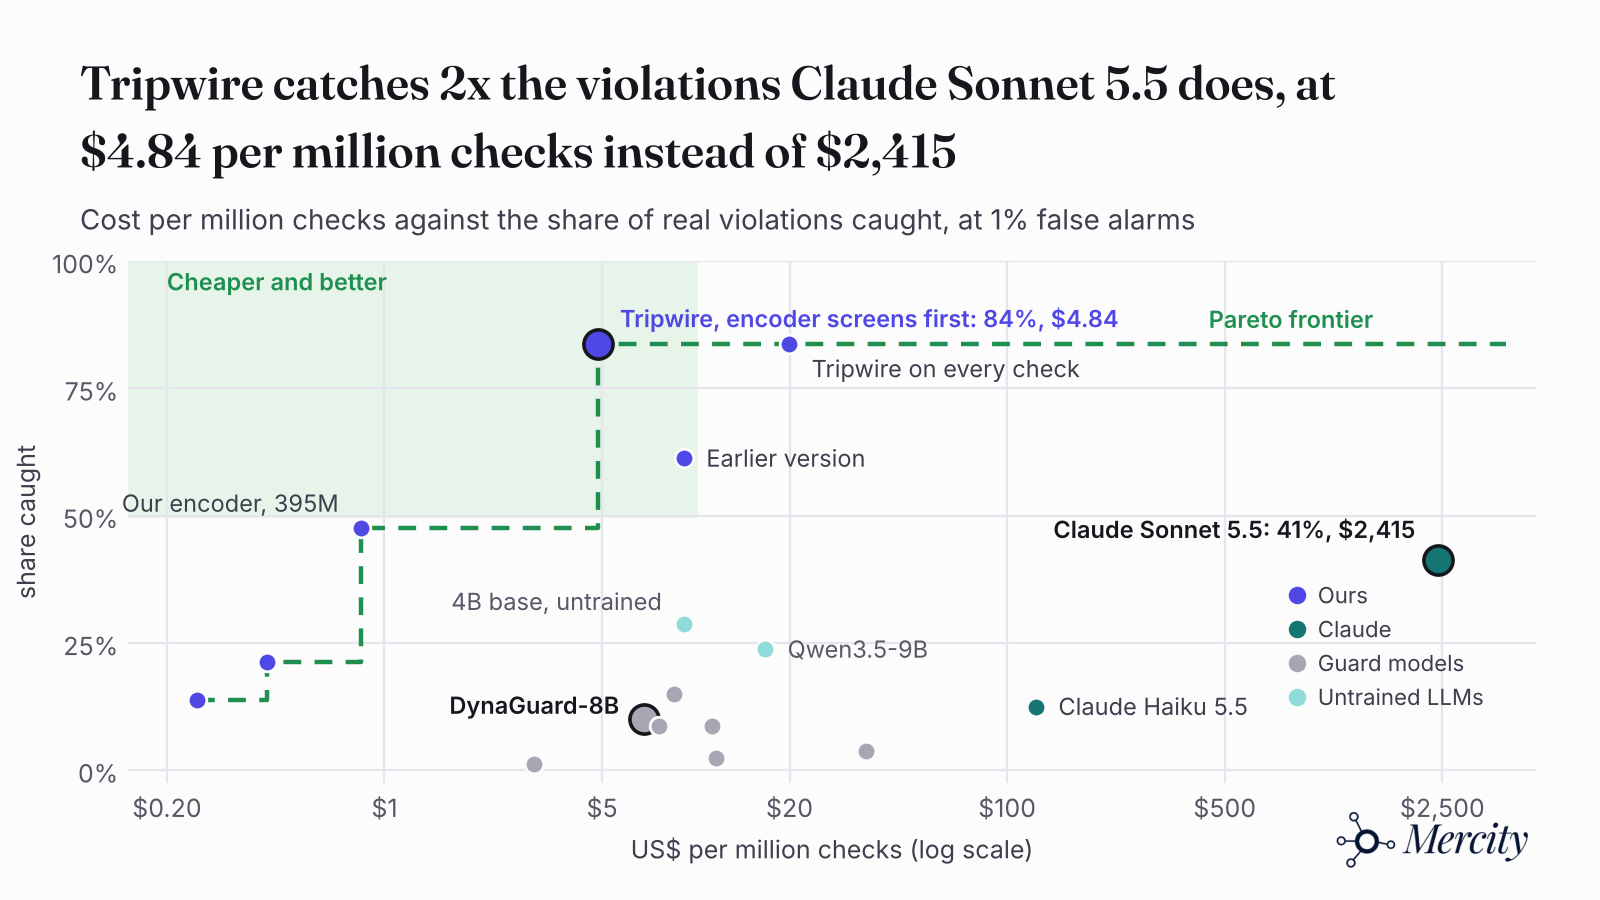 Tripwire catches 2x the violations Claude Sonnet 5.5 does, at
$4.84 per million checks instead of $2,415
Cost per million checks against the share of real violations caught, at 1% false alarms
100%
Cheaper and better
Tripwire, encoder screens first: 84%, $4.84
Pareto frontier
Tripwire on every check
75%
Earlier version
share caught
Our encoder, 395M
50%
Claude Sonnet 5.5: 41%, $2,415
4B base, untrained
Ours
Claude
25%
Qwen3.5-9B
Guard models
Untrained LLMs
DynaGuard-8B
Claude Haiku 5.5
0%
$0.20 $1 $5 $20 $100 $500 $2,500
US$ per million checks (log scale)
Mercity